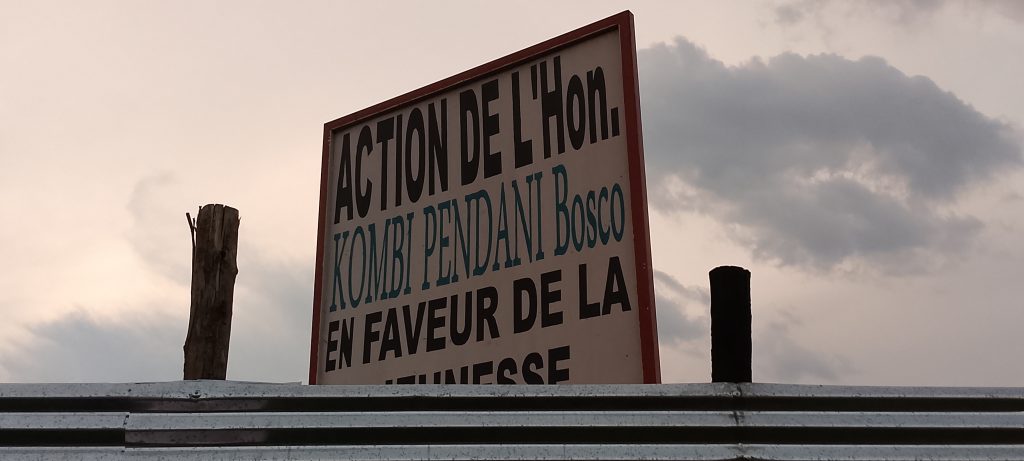 ACTION DE L'Hon.
KOMBI PENDANI Bosco
EN FAVEUR DE LA
JEUNESSE